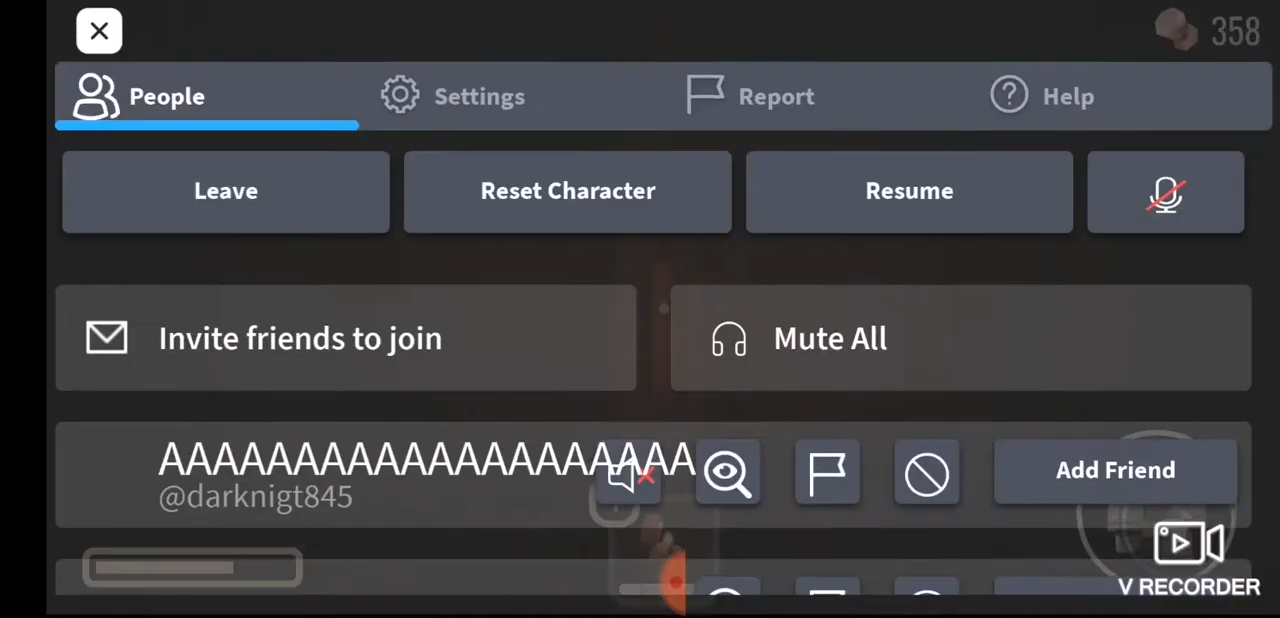 358
People
Settings
Report
Help
Leave
Reset Character
Resume
Invite friends to join
Mute All
AAAAAAAAAAAAAAAAAAAA
@darknigt845
Add Friend
V RECORDER